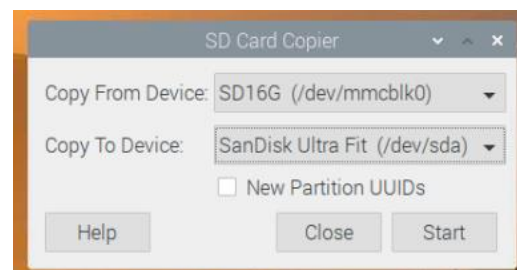 SD Card Copier
Copy From Device: SD16G (/dev/mmcblk0)
Copy To Device: SanDisk Ultra Fit (/dev/sda)
New Partition UUIDs
Help Close Start